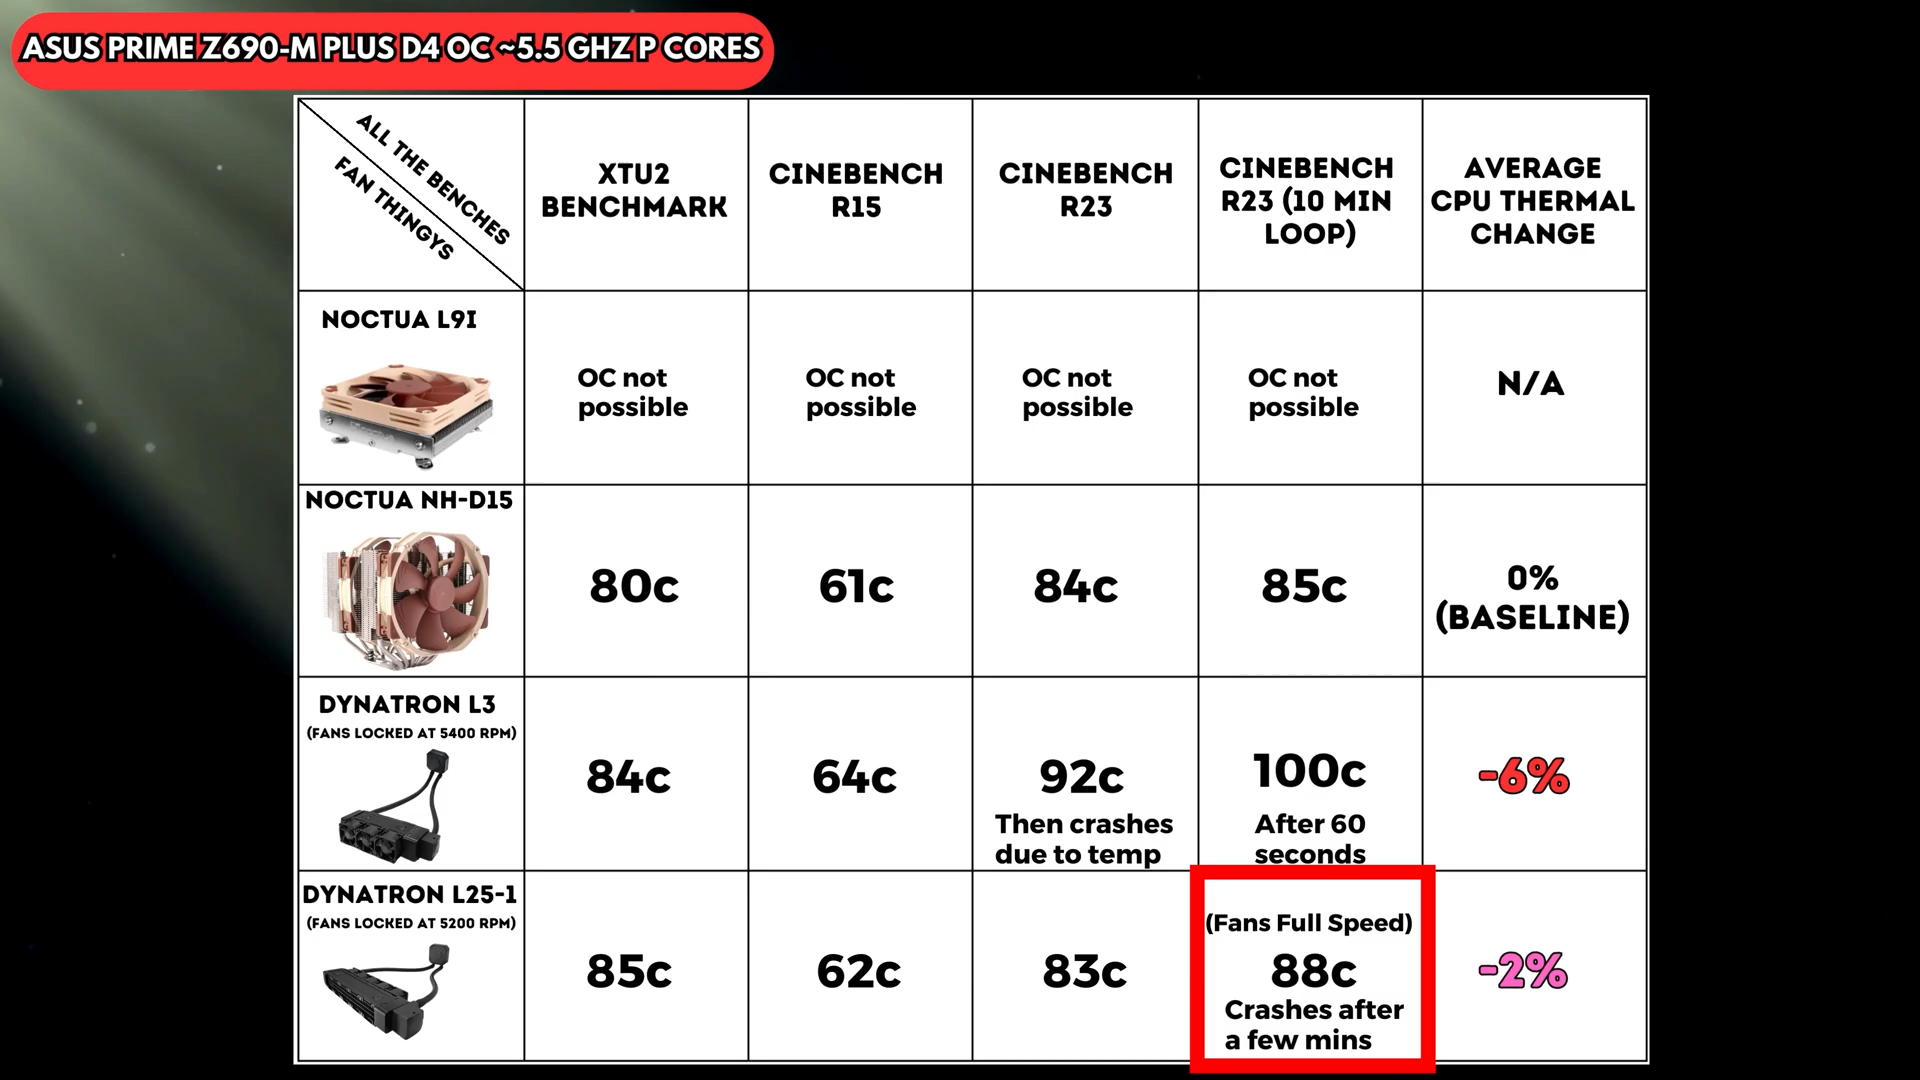 ASUS PRIME Z690-M PLUS D4 OC ~5.5 GHZ P CORES
ALL THE BENCHES
FAN THINGYS
XTU2
BENCHMARK
CINEBENCH
R15
CINEBENCH
R23
CINEBENCH
R23 (10 MIN
LOOP)
AVERAGE
CPU THERMAL
CHANGE
NOCTUA L9I
OC not
possible
OC not
possible
OC not
possible
OC not
possible
N/A
NOCTUA NH-D15
80c
61c
84c
85c
0%
(BASELINE)
DYNATRON L3
(FANS LOCKED AT 5400 RPM)
84c
64c
92c
Then crashes
due to temp
100c
After 60
seconds
-6%
DYNATRON L25-1
(FANS LOCKED AT 5200 RPM)
85c
62c
83c
(Fans Full Speed)
88c
Crashes after
a few mins
-2%